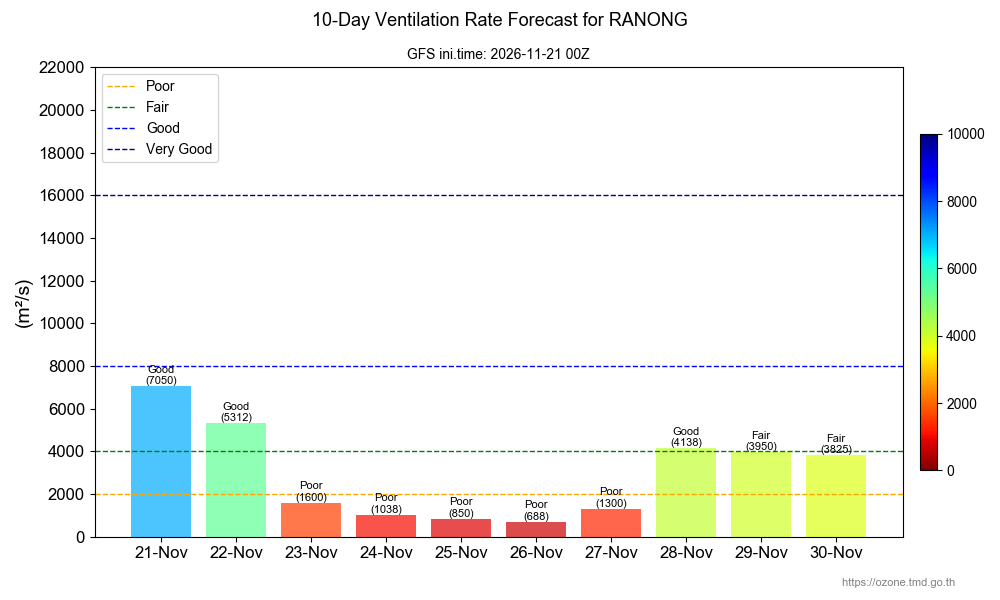 10-Day Ventilation Rate Forecast for RANONG
GFS ini.time: 2026-11-21 00Z
(m²/s)
22000
20000
18000
16000
14000
12000
10000
8000
6000
4000
2000
0
Poor
Fair
Good
Very Good
Good
(7050)
Good
(5312)
Poor
(1600)
Poor
(1038)
Poor
(850)
Poor
(688)
Poor
(1300)
Good
(4138)
Fair
(3950)
Fair
(3825)
21-Nov 22-Nov 23-Nov 24-Nov 25-Nov 26-Nov 27-Nov 28-Nov 29-Nov 30-Nov
10000
8000
6000
4000
2000
0
https://ozone.tmd.go.th